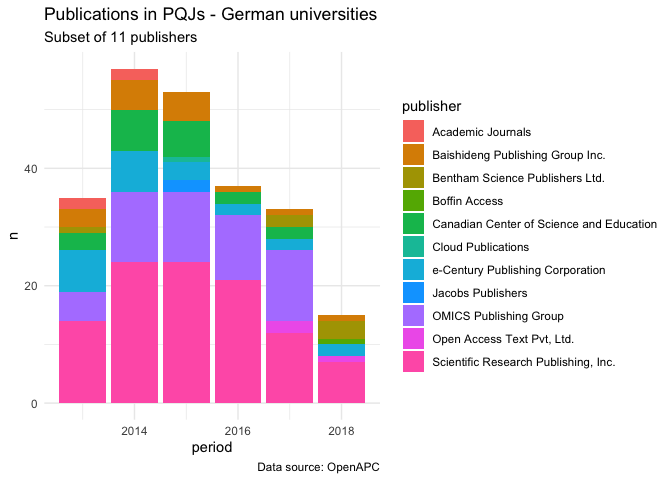 Publications in PQJs - German universities
Subset of 11 publishers
n
40
20
0
2014
2016
2018
period
publisher
Academic Journals
Baishideng Publishing Group Inc.
Bentham Science Publishers Ltd.
Boffin Access
Canadian Center of Science and Education
Cloud Publications
e-Century Publishing Corporation
Jacobs Publishers
OMICS Publishing Group
Open Access Text Pvt, Ltd.
Scientific Research Publishing, Inc.
Data source: OpenAPC